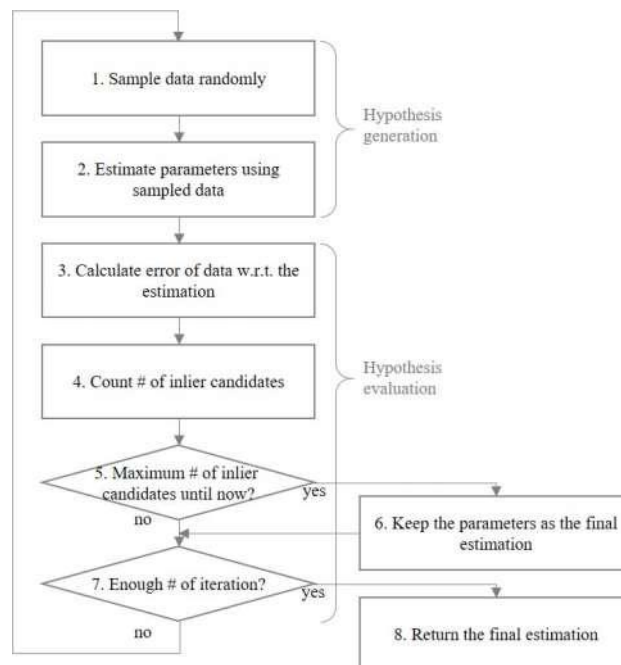 1. Sample data randomly
Hypothesis
generation
2. Estimate parameters using
sampled data
3. Calculate error of data w.r.t. the
estimation
Hypothesis
evaluation
4. Count # of inlier candidates
5. Maximum # of inlier
candidates until now?
yes
no
6. Keep the parameters as the final
estimation
7. Enough # of iteration?
yes
no
8. Return the final estimation